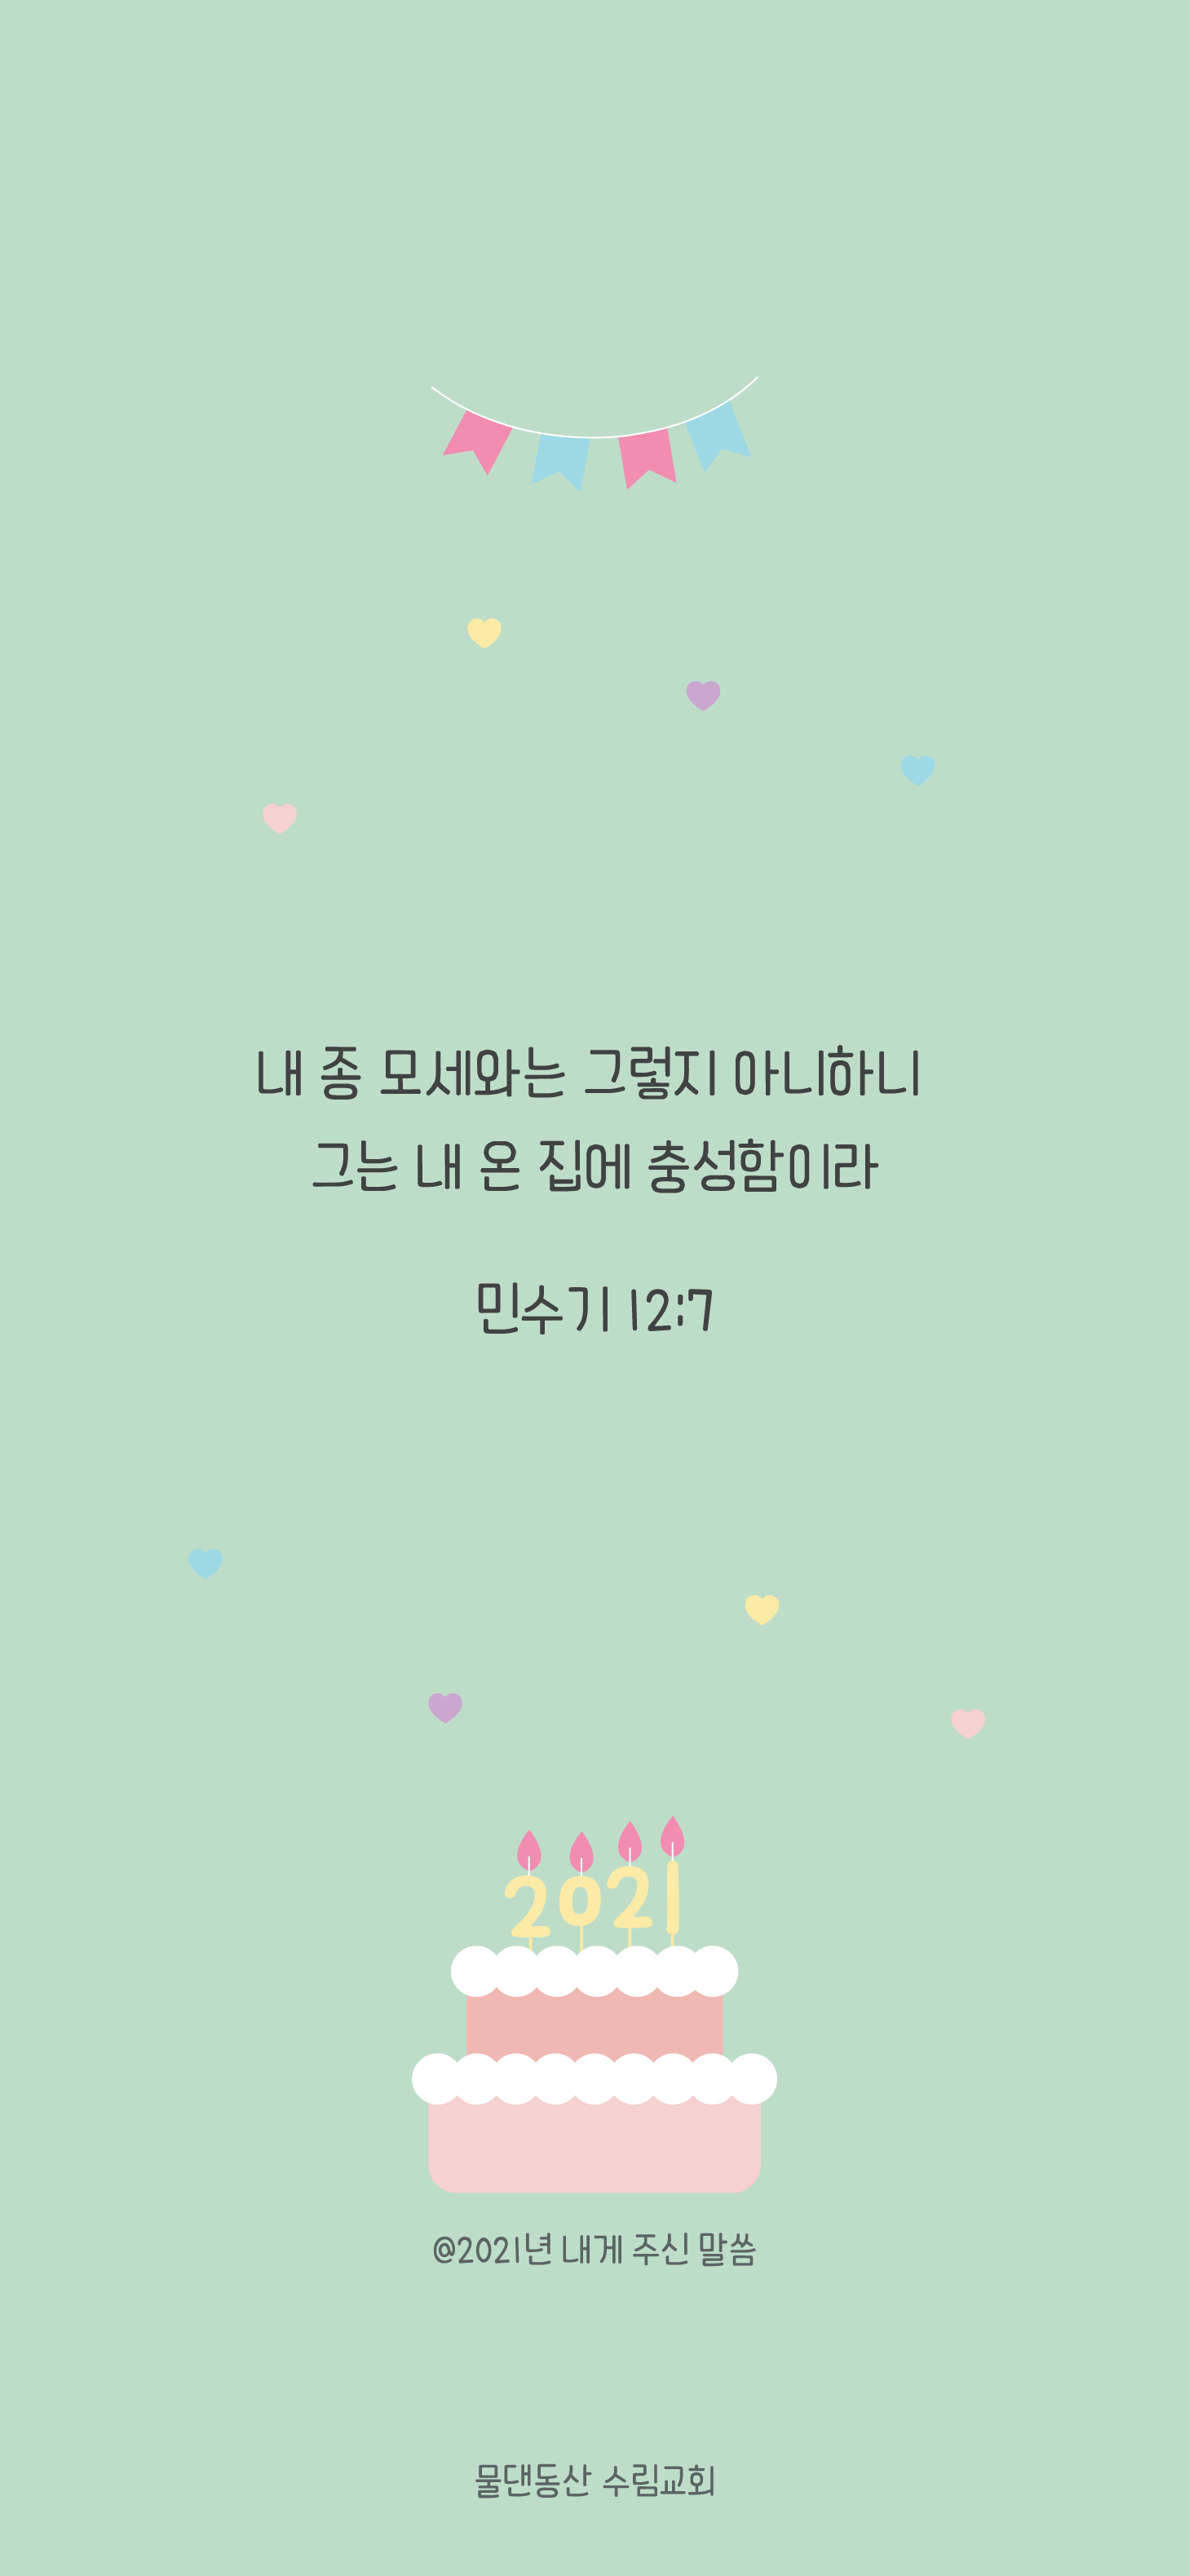 내 종 모세와는 그렇지 아니하니
그는 내 온 집에 충성함이라
민수기 12:7
2021
@2021년 내게 주신 말씀
물댄동산 수림교회